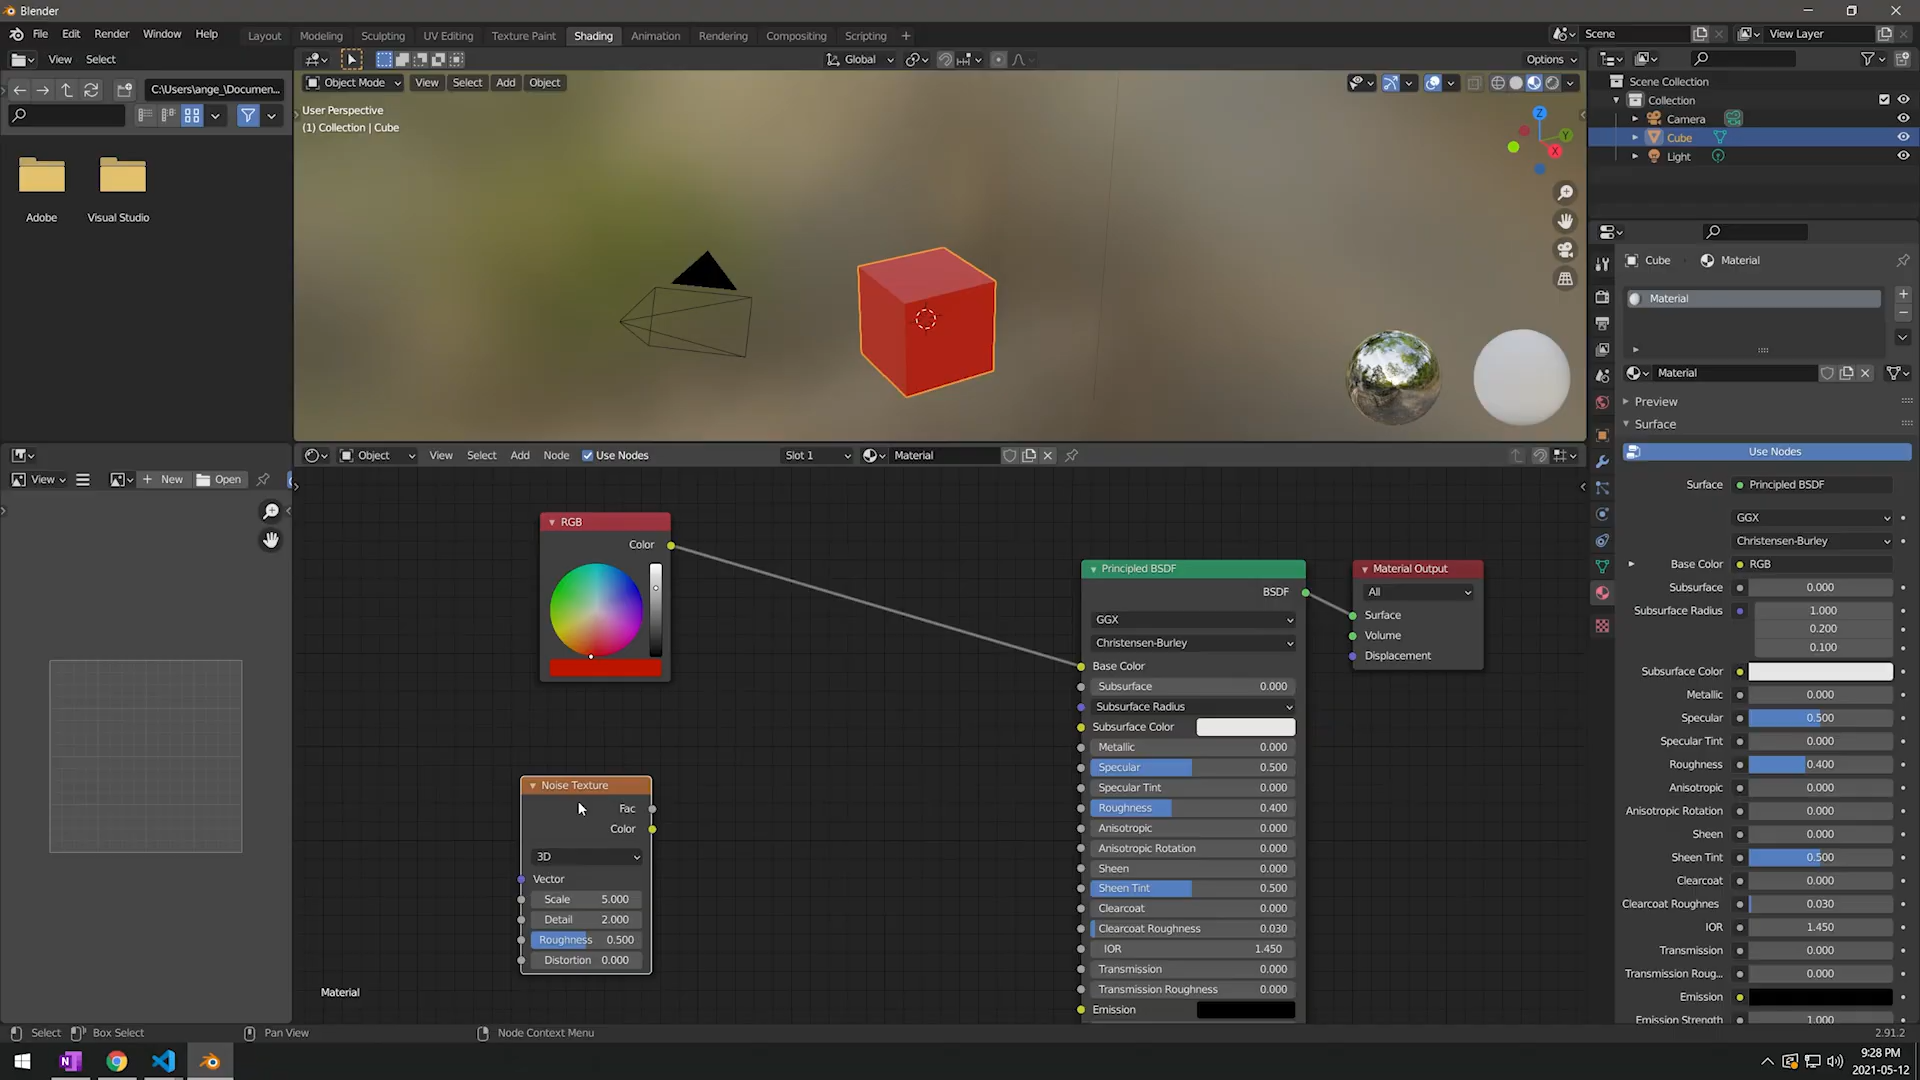 Blender
File Edit Render Window Help Layout Modeling Sculpting UV Editing Texture Paint Shading Animation Rendering Compositing Scripting + Scene View Layer
View Select Global Options
C:\Users\ange_\Documen...
Object Mode View Select Add Object
User Perspective
(1) Collection | Cube
Z
Y
X
Adobe Visual Studio
Scene Collection
Collection
Camera
Cube
Light
Cube Material
Material
Material
Preview
Surface
Use Nodes
Surface Principled BSDF
GGX
Christensen-Burley
Base Color RGB
Subsurface 0.000
Subsurface Radius 1.000
0.200
0.100
Subsurface Color
Metallic 0.000
Specular 0.500
Specular Tint 0.000
Roughness 0.400
Anisotropic 0.000
Anisotropic Rotation 0.000
Sheen 0.000
Sheen Tint 0.500
Clearcoat 0.000
Clearcoat Roughnes 0.030
IOR 1.450
Transmission 0.000
Transmission Roug... 0.000
Emission
Emission Strength 1.000
View New Open
Object View Select Add Node Use Nodes Slot 1 Material
RGB
Color
Noise Texture
Fac
Color
3D
Vector
Scale 5.000
Detail 2.000
Roughness 0.500
Distortion 0.000
Principled BSDF
BSDF
GGX
Christensen-Burley
Base Color
Subsurface 0.000
Subsurface Radius
Subsurface Color
Metallic 0.000
Specular 0.500
Specular Tint 0.000
Roughness 0.400
Anisotropic 0.000
Anisotropic Rotation 0.000
Sheen 0.000
Sheen Tint 0.500
Clearcoat 0.000
Clearcoat Roughness 0.030
IOR 1.450
Transmission 0.000
Transmission Roughness 0.000
Emission
Material Output
All
Surface
Volume
Displacement
Material
Select Box Select Pan View Node Context Menu 2.91.2
N
9:28 PM
2021-05-12